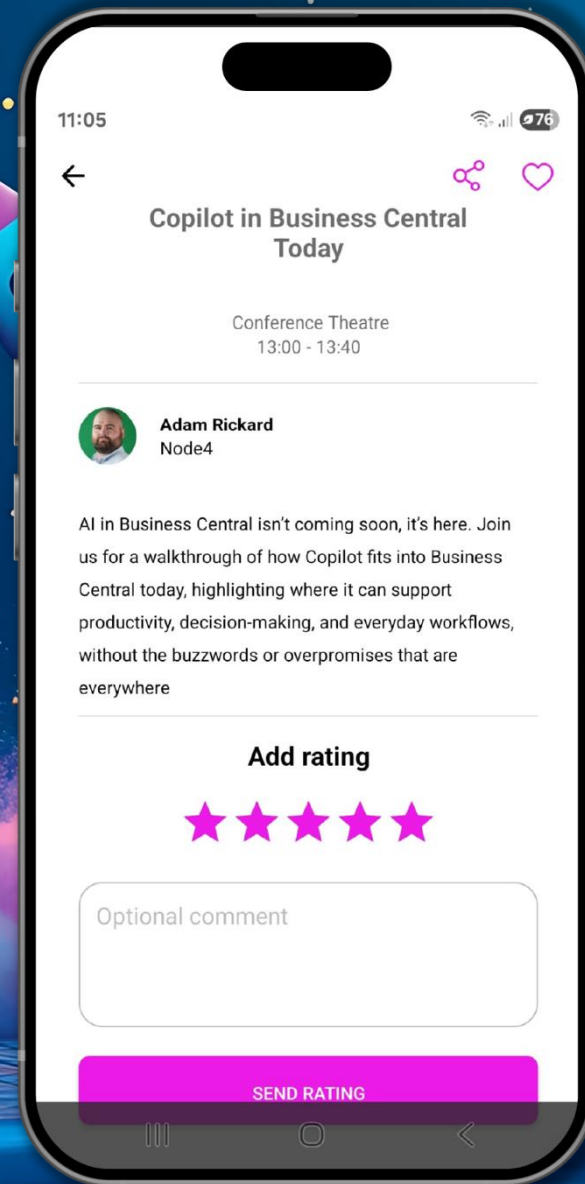 11:05
76
Copilot in Business Central
Today
Conference Theatre
13:00 - 13:40
Adam Rickard
Node4
AI in Business Central isn't coming soon, it's here. Join
us for a walkthrough of how Copilot fits into Business
Central today, highlighting where it can support
productivity, decision-making, and everyday workflows,
without the buzzwords or overpromises that are
everywhere
Add rating
Optional comment
SEND RATING